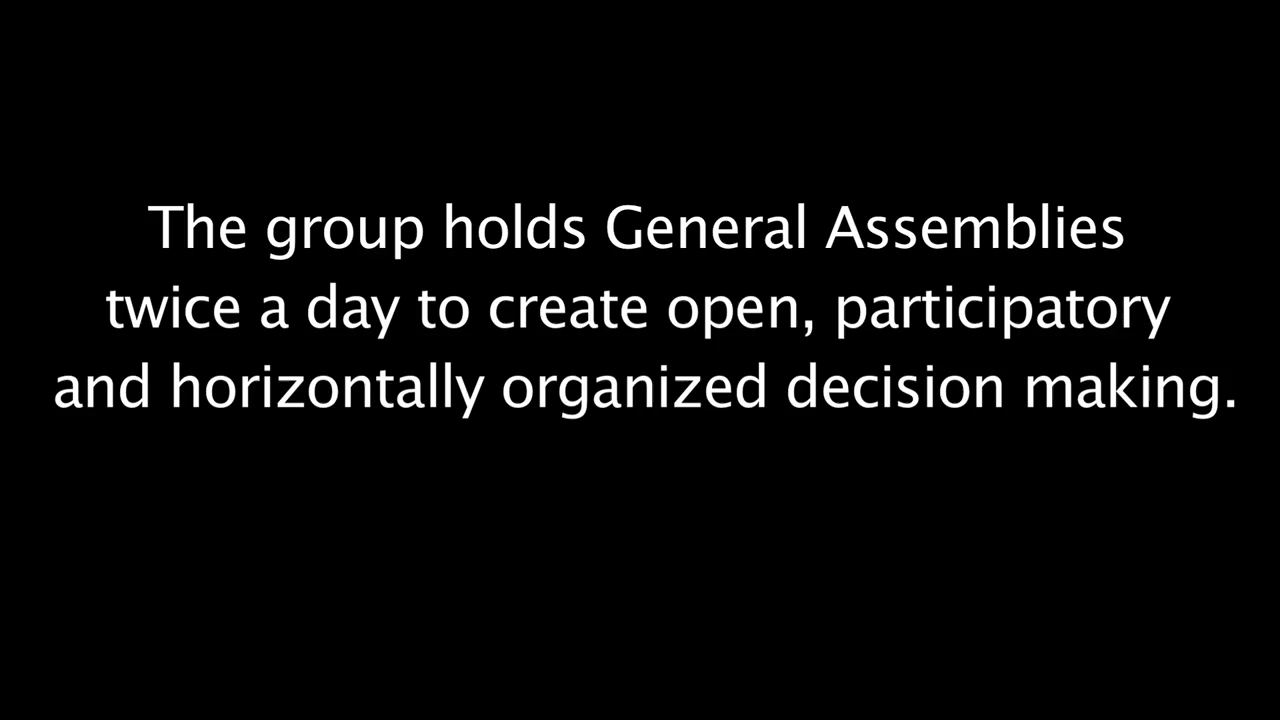 The group holds General Assemblies
twice a day to create open, participatory
and horizontally organized decision making.